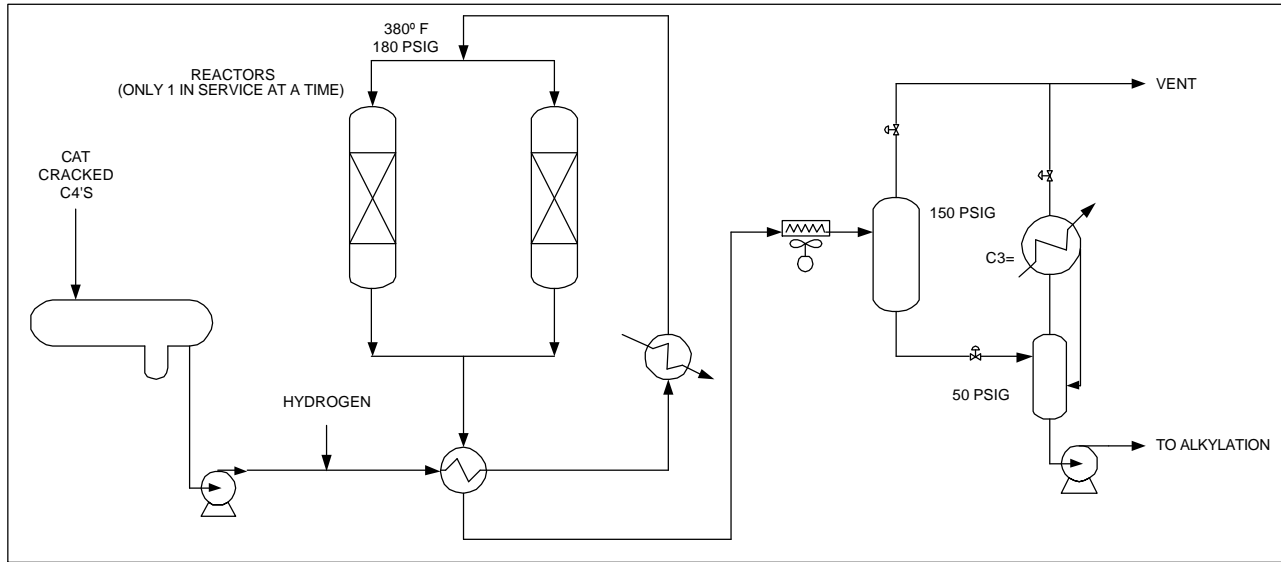 380º F
180 PSIG
REACTORS
(ONLY 1 IN SERVICE AT A TIME)
VENT
CAT
CRACKED
C4'S
150 PSIG
C3=
HYDROGEN
50 PSIG
TO ALKYLATION